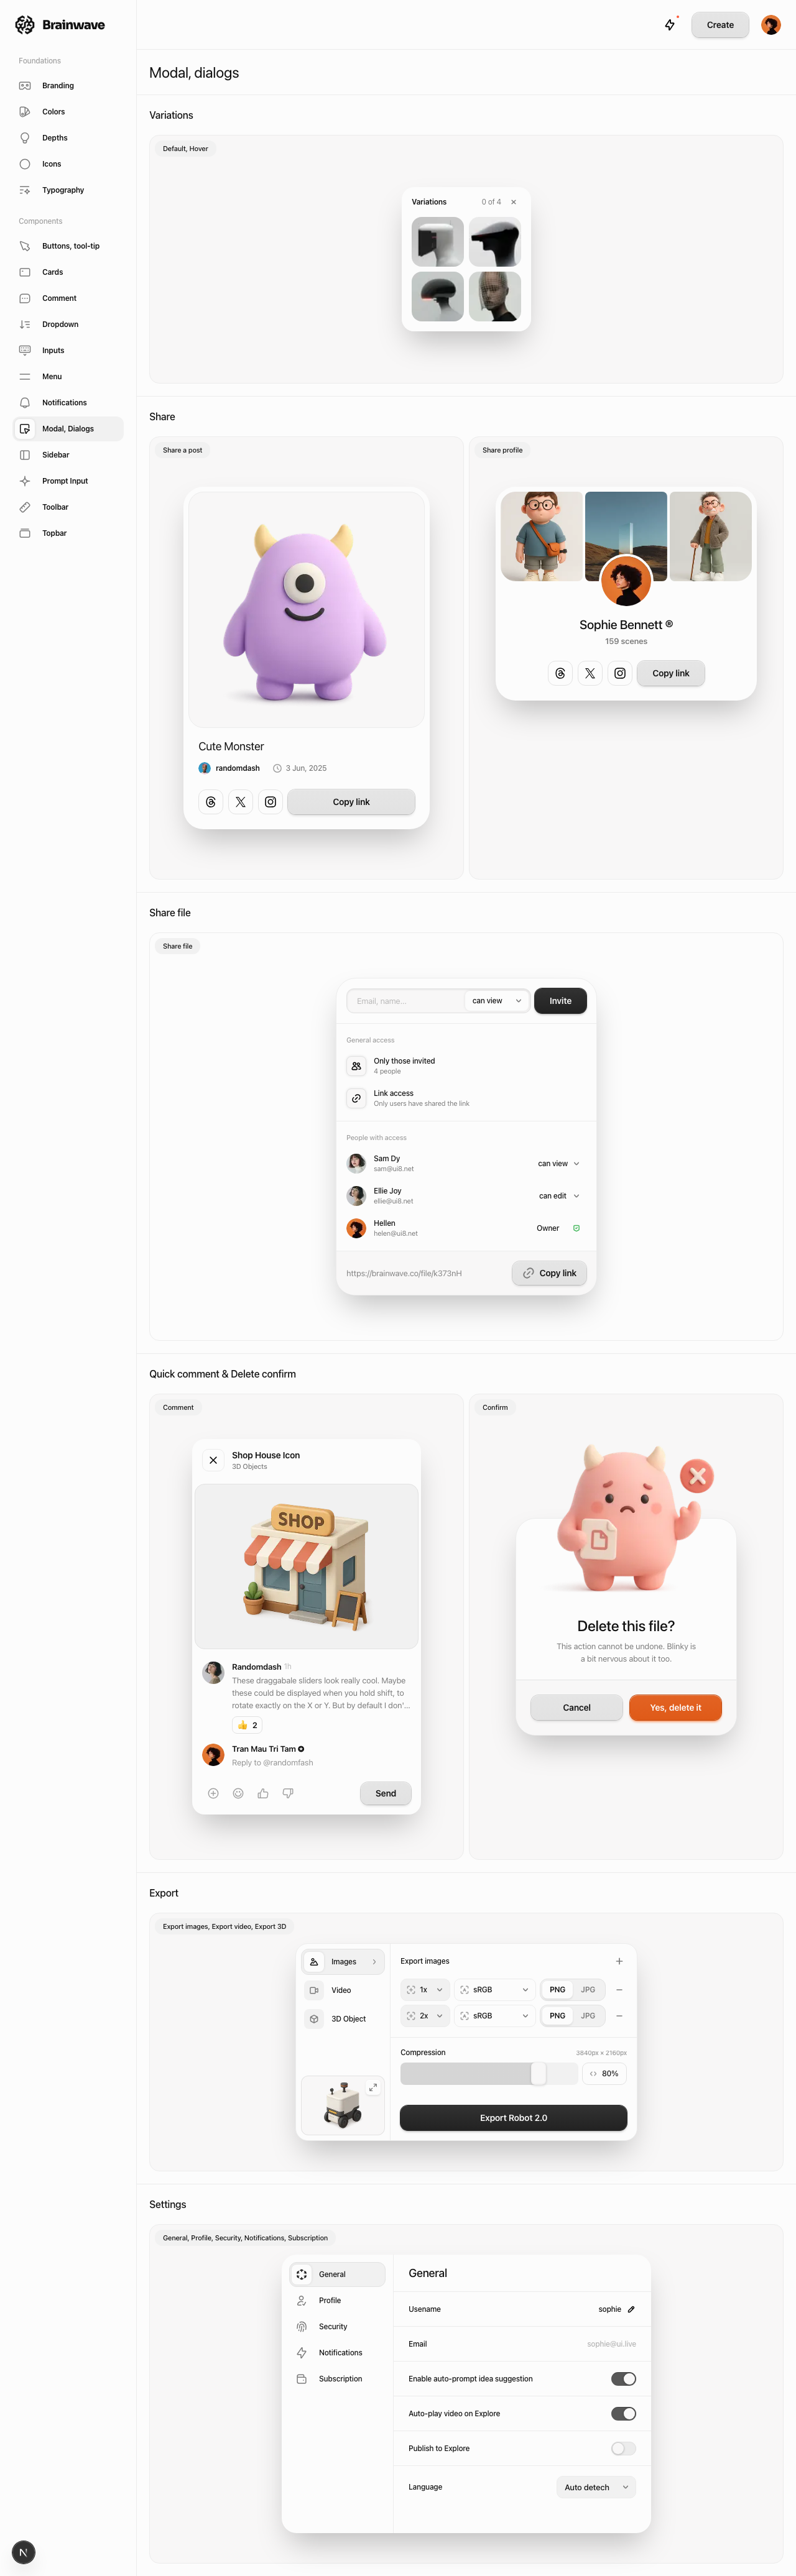 Brainwave
Create
Foundations
Branding
Colors
Depths
Icons
Typography
Components
Buttons, tool-tip
Cards
Comment
Dropdown
Inputs
Menu
Notifications
Modal, Dialogs
Sidebar
Prompt Input
Toolbar
Topbar
N
Modal, dialogs
Variations
Default, Hover
Variations
0 of 4
Share
Share a post
Cute Monster
randomdash
3 Jun, 2025
Copy link
Share profile
Sophie Bennett ®
159 scenes
Copy link
Share file
Share file
Email, name...
can view
Invite
General access
Only those invited
4 people
Link access
Only users have shared the link
People with access
Sam Dy
can view
sam@ui8.net
Ellie Joy
can edit
ellie@ui8.net
Hellen
Owner
helen@ui8.net
https://brainwave.co/file/k373nH
Copy link
Quick comment & Delete confirm
Comment
Shop House Icon
3D Objects
SHOP
Randomdash 1h
These draggabale sliders look really cool. Maybe
these could be displayed when you hold shift, to
rotate exactly on the X or Y. But by default I don'...
👍 2
Tran Mau Tri Tam
Reply to @randomfash
Send
Confirm
Delete this file?
This action cannot be undone. Blinky is
a bit nervous about it too.
Cancel
Yes, delete it
Export
Export images, Export video, Export 3D
Images
Video
3D Object
Export images
1x
sRGB
PNG
JPG
2x
sRGB
PNG
JPG
Compression
3840px × 2160px
80%
Export Robot 2.0
Settings
General, Profile, Security, Notifications, Subscription
General
Profile
Security
Notifications
Subscription
General
Usename
sophie
Email
sophie@ui.live
Enable auto-prompt idea suggestion
Auto-play video on Explore
Publish to Explore
Language
Auto detech